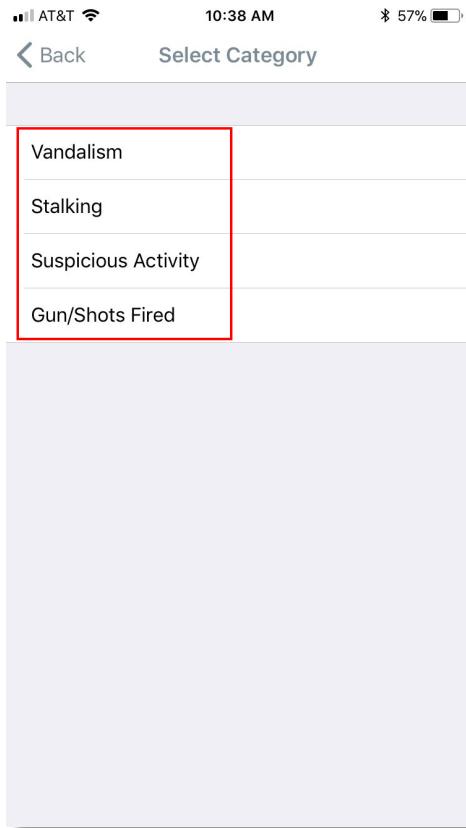 AT&T 10:38 AM 57%
Back Select Category
Vandalism
Stalking
Suspicious Activity
Gun/Shots Fired